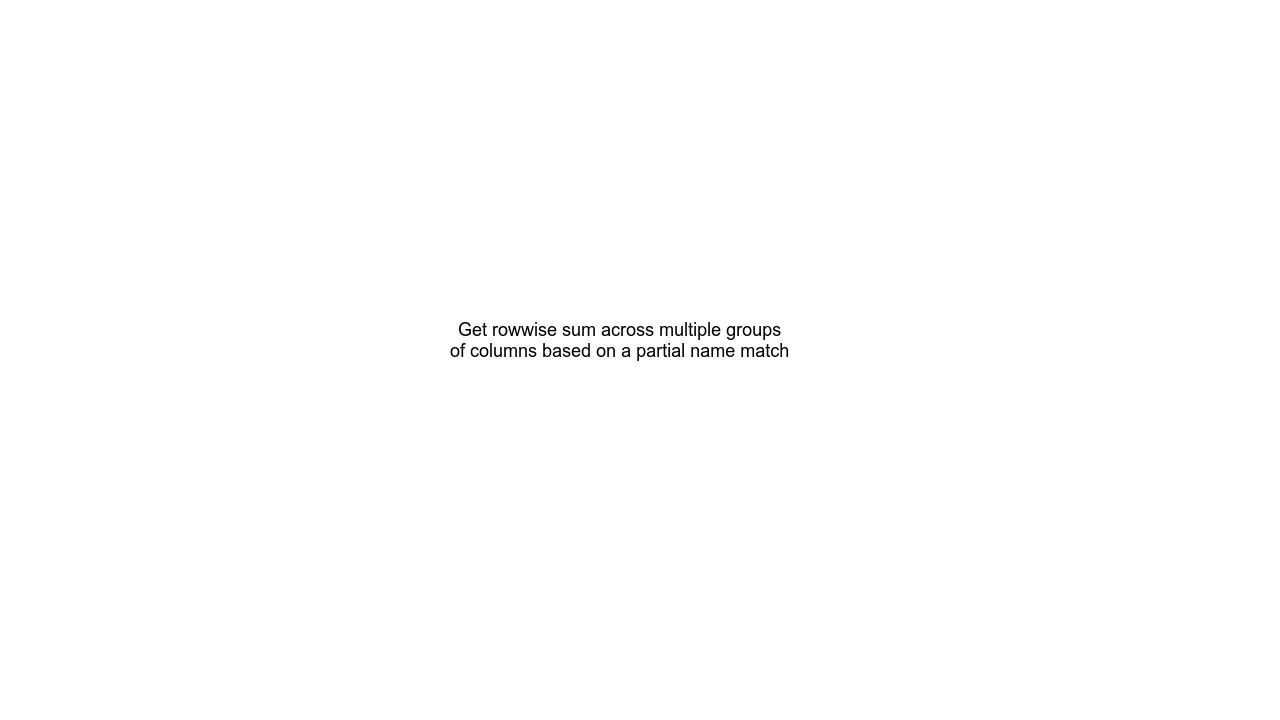 Get rowwise sum across multiple groups
of columns based on a partial name match